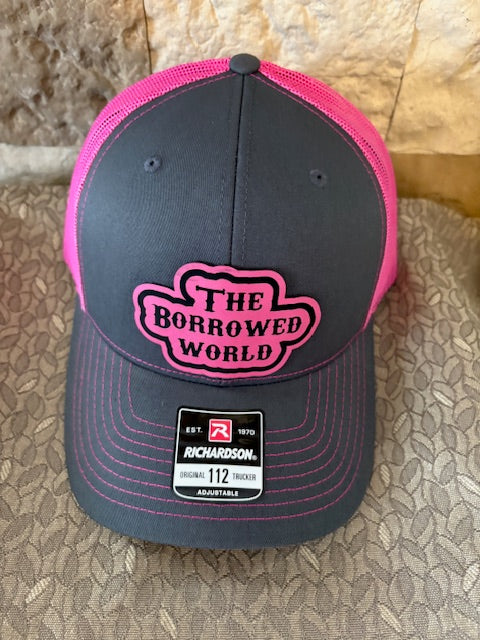 THE
BORROWED
WORLD
EST. R 1970
RICHARDSON®
ORIGINAL 112 TRUCKER
ADJUSTABLE